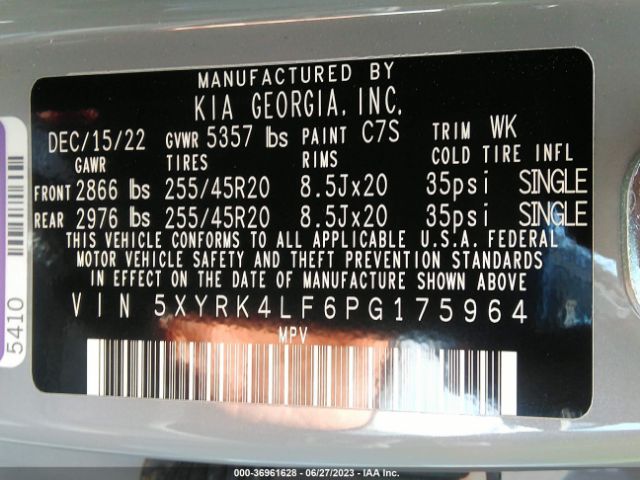 MANUFACTURED BY
KIA GEORGIA, INC.
DEC/15/22 GVWR 5357 lbs PAINT C7S TRIM WK
GAWR TIRES RIMS COLD TIRE INFL
FRONT 2866 lbs 255/45R20 8.5Jx20 35psi SINGLE
REAR 2976 lbs 255/45R20 8.5Jx20 35psi SINGLE
THIS VEHICLE CONFORMS TO ALL APPLICABLE U.S.A. FEDERAL
MOTOR VEHICLE SAFETY AND THEFT PREVENTION STANDARDS
IN EFFECT ON THE DATE OF MANUFACTURE SHOWN ABOVE.
VIN 5XYRK4LF6PG175964
MPV
5410
000-36961628 - 06/27/2023 - IAA Inc.